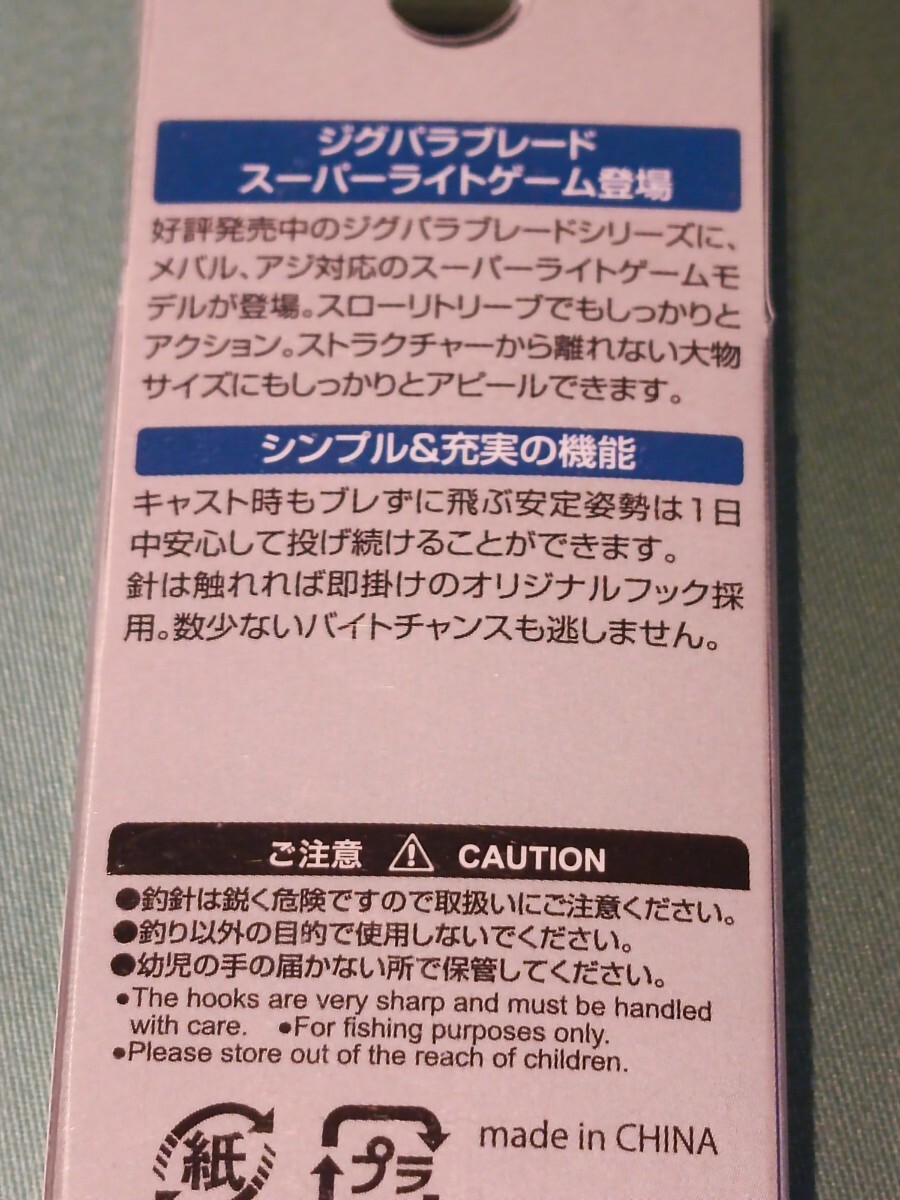 ジグパラブレード
スーパーライトゲーム登場
好評発売中のジグパラブレードシリーズに、
メバル、アジ対応のスーパーライトゲームモ
デルが登場。スローリトリーブでもしっかりと
アクション。ストラクチャーから離れない大物
サイズにもしっかりとアピールできます。
シンプル&充実の機能
キャスト時もブレずに飛ぶ安定姿勢は1日
中安心して投げ続けることができます。
針は触れれば即掛けのオリジナルフック採
用。数少ないバイトチャンスも逃しません。
ご注意 ⚠ CAUTION
●釣針は鋭く危険ですので取扱いにご注意ください。
●釣り以外の目的で使用しないでください。
●幼児の手の届かない所で保管してください。
●The hooks are very sharp and must be handled
with care. ●For fishing purposes only.
●Please store out of the reach of children.
紙 プラ made in CHINA